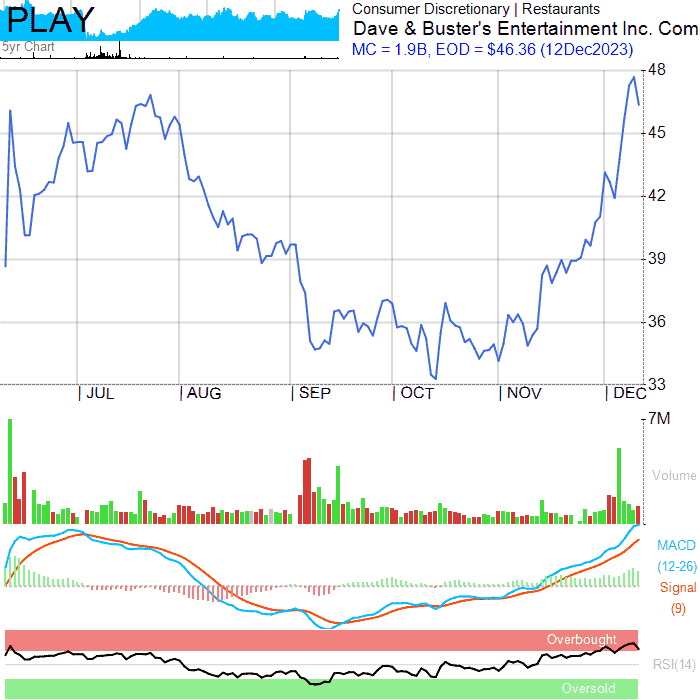 PLAY
Consumer Discretionary | Restaurants
Dave & Buster's Entertainment Inc. Com
MC = 1.9B, EOD = $46.36 (12Dec2023)
5yr Chart
48
45
42
39
36
33
JUL
AUG
SEP
OCT
NOV
DEC
7M
Volume
MACD
(12-26)
Signal
(9)
Overbought
RSI(14)
Oversold